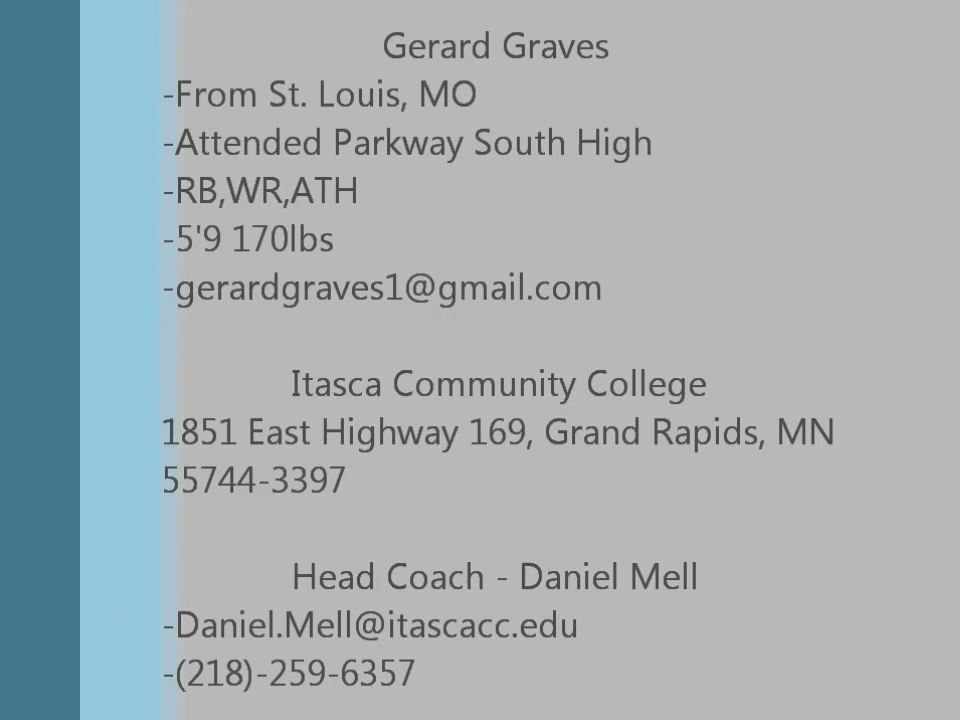 Gerard Graves
-From St. Louis, MO
-Attended Parkway South High
-RB,WR,ATH
-5'9 170lbs
-gerardgraves1@gmail.com
Itasca Community College
1851 East Highway 169, Grand Rapids, MN
55744-3397
Head Coach - Daniel Mell
-Daniel.Mell@itascacc.edu
-(218)-259-6357